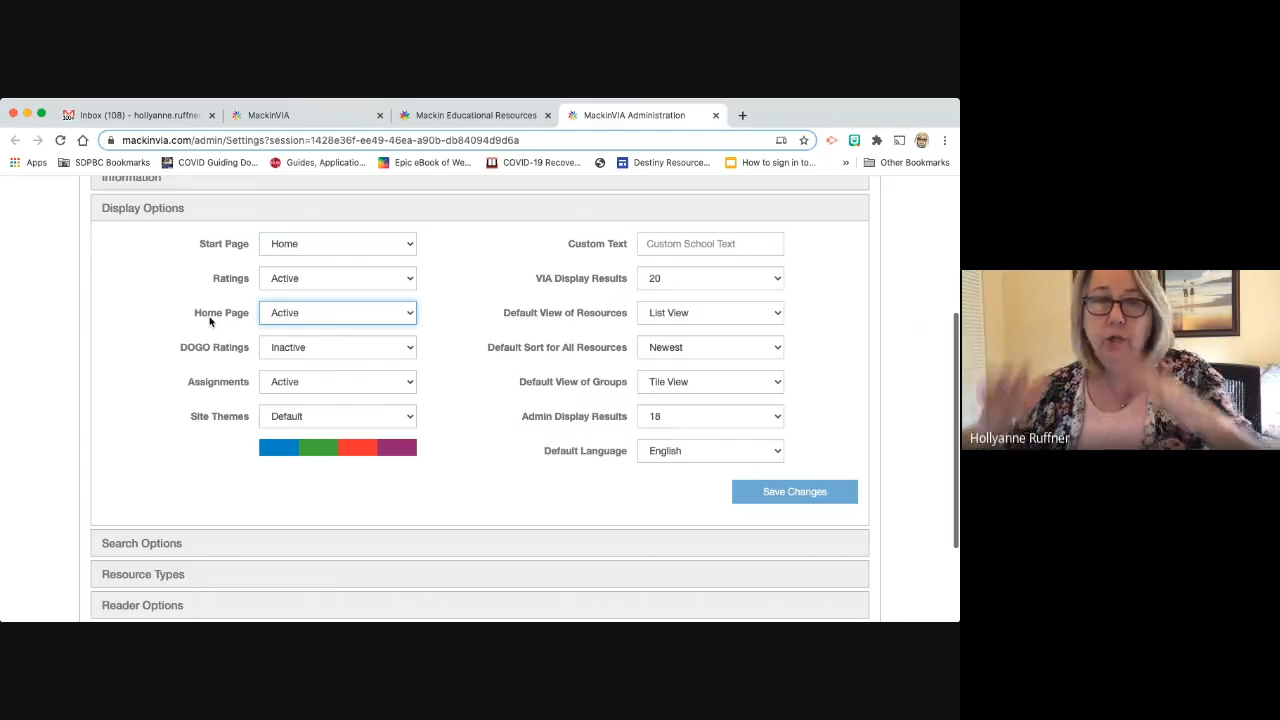 Inbox (108) - hollyanne.ruffner
MackinVIA
Mackin Educational Resources
MackinVIA Administration
mackinvia.com/admin/Settings?session=1428e36f-ee49-46ea-a90b-db84094d9d6a
Apps
SDPBC Bookmarks
COVID Guiding Do...
Guides, Applicatio...
Epic eBook of We...
COVID-19 Recove...
Destiny Resource...
How to sign in to...
»
Other Bookmarks
Information
Display Options
Start Page Home
Custom Text Custom School Text
Ratings Active
VIA Display Results 20
Home Page Active
Default View of Resources List View
DOGO Ratings Inactive
Default Sort for All Resources Newest
Assignments Active
Default View of Groups Tile View
Site Themes Default
Admin Display Results 18
Default Language English
Save Changes
Search Options
Resource Types
Reader Options
Hollyanne Ruffner